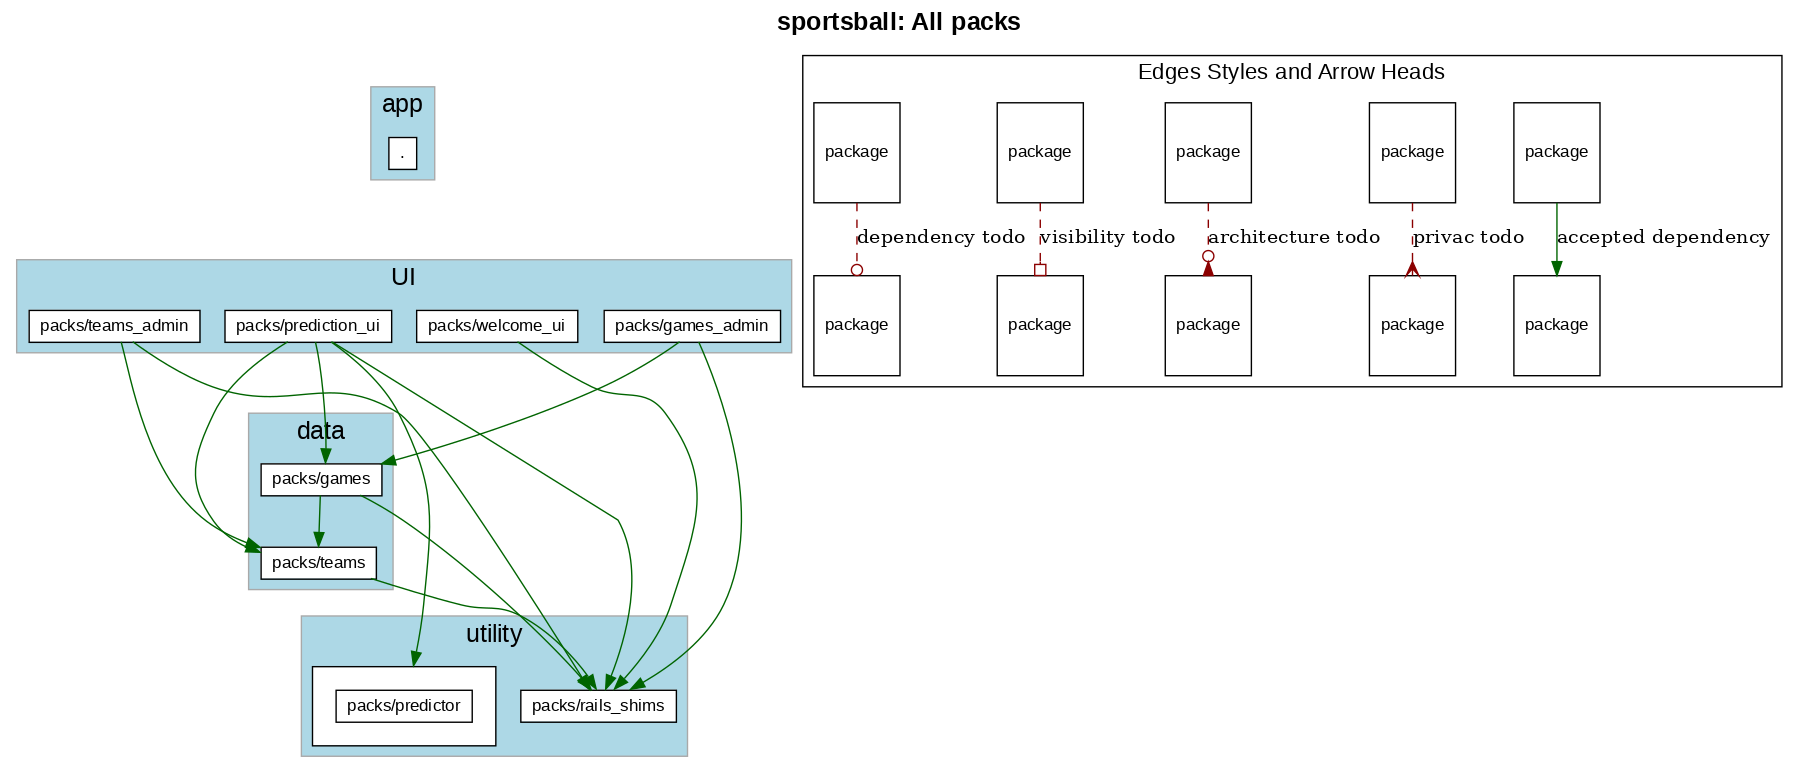 sportsball: All packs
app
.
UI
packs/teams_admin
packs/prediction_ui
packs/welcome_ui
packs/games_admin
data
packs/games
packs/teams
utility
packs/predictor
packs/rails_shims
Edges Styles and Arrow Heads
package
package
package
package
package
dependency todo
visibility todo
architecture todo
privac todo
accepted dependency
package
package
package
package
package